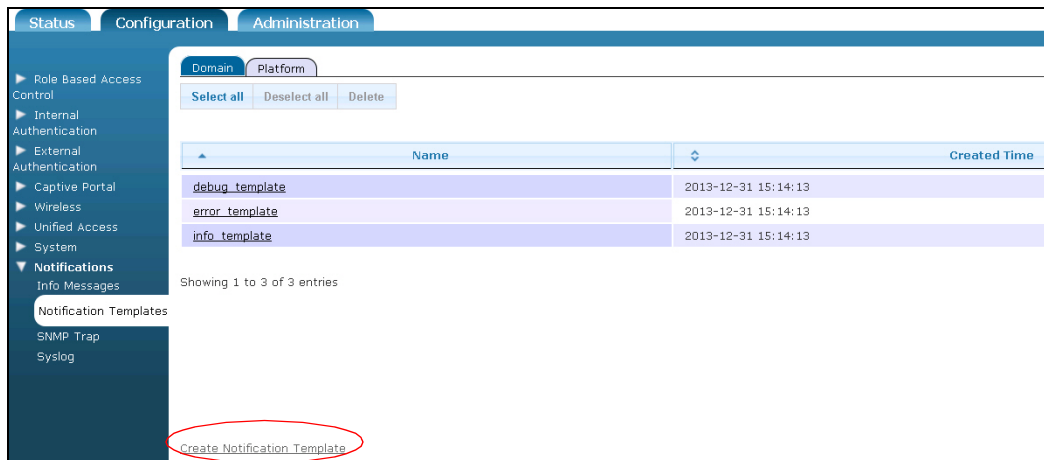 Status Configuration Administration
Domain Platform
Select all Deselect all Delete
Role Based Access
Control
Internal
Authentication
External
Authentication
Captive Portal
Wireless
Unified Access
System
Notifications
Info Messages
Notification Templates
SNMP Trap
Syslog
Name Created Time
debug_template 2013-12-31 15:14:13
error_template 2013-12-31 15:14:13
info_template 2013-12-31 15:14:13
Showing 1 to 3 of 3 entries
Create Notification Template